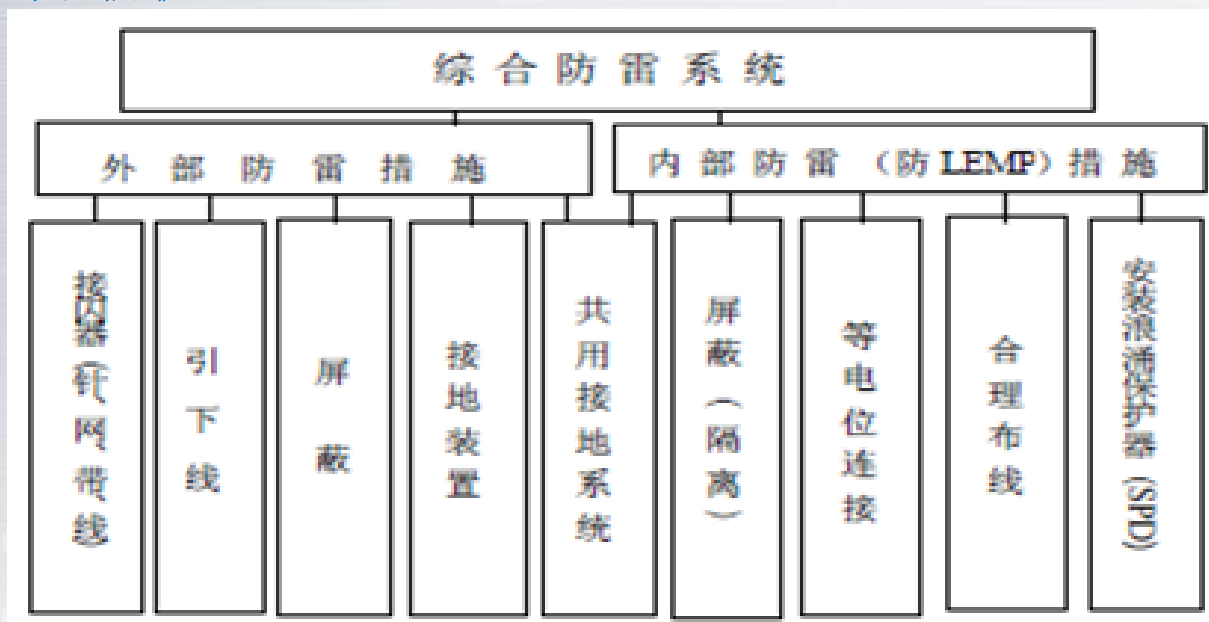 综合防雷系统
外部防雷措施
内部防雷（防LEMP）措施
接闪器(针、网、带、线)
引下线
屏蔽
接地装置
共用接地系统
屏蔽（隔离）
等电位连接
合理布线
安装浪涌保护器(SPD)